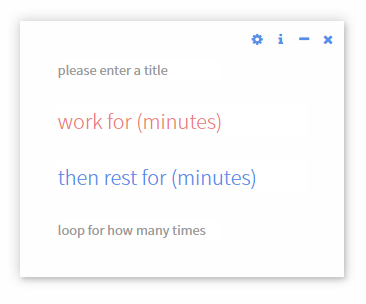 please enter a title
work for (minutes)
then rest for (minutes)
loop for how many times